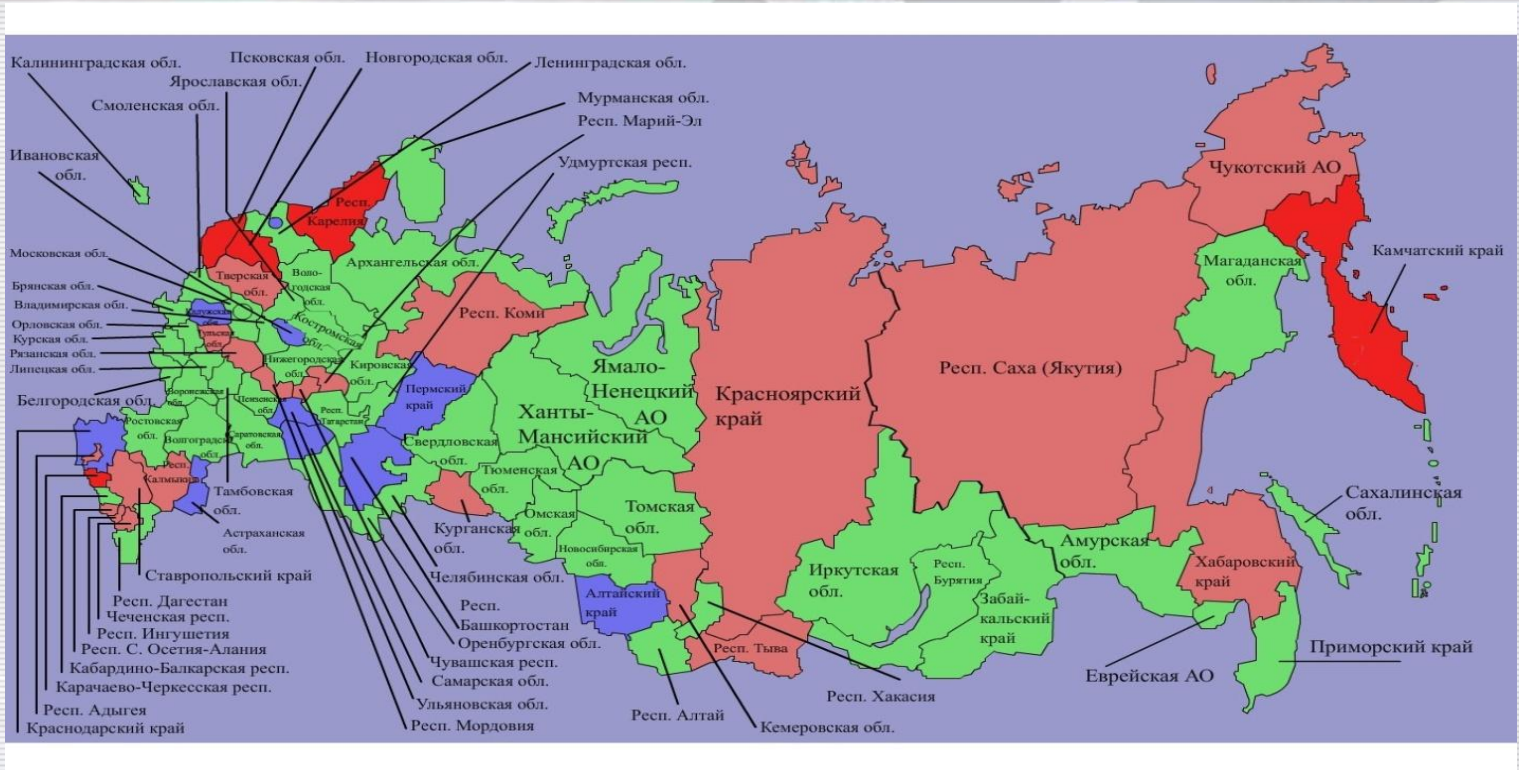 Калининградская обл.
Псковская обл.
Новгородская обл.
Ленинградская обл.
Ярославская обл.
Смоленская обл.
Мурманская обл.
Респ. Марий-Эл
Ивановская
обл.
Удмуртская респ.
Чукотский АО
Респ.
Карелия
Московская обл.
Архангельская обл.
Камчатский край
Магаданская
обл.
Тверская
обл.
Воло-
годская
обл.
Брянская обл.
Владимирская обл.
Калужская
обл.
Респ. Коми
Орловская обл.
Костромская
обл.
Курская обл.
Тульская
обл.
Рязанская обл.
Нижегородская
обл.
Кировская
обл.
Липецкая обл.
Ямало-
Ненецкий
АО
Респ. Саха (Якутия)
Красноярский
край
Пермский
край
Белгородская обл.
Воронежская
обл.
Пензенская
обл.
Респ.
Татарстан
Ханты-
Мансийский
АО
Ростовская
обл.
Волгоградская
обл.
Саратовская
обл.
Свердловская
обл.
Респ.
Калмыкия
Тюменская
обл.
Тамбовская
обл.
Сахалинская
обл.
Томская
обл.
Омская
обл.
Курганская
обл.
Астраханская
обл.
Новосибирская
обл.
Амурская
обл.
Хабаровский
край
Иркутская
обл.
Респ.
Бурятия
Забай-
кальский
край
Ставропольский край
Челябинская обл.
Алтайский
край
Респ. Дагестан
Респ.
Башкортостан
Чеченская респ.
Респ. Ингушетия
Оренбургская обл.
Респ. С. Осетия-Алания
Респ. Тыва
Приморский край
Чувашская респ.
Кабардино-Балкарская респ.
Самарская обл.
Еврейская АО
Карачаево-Черкесская респ.
Респ. Хакасия
Ульяновская обл.
Респ. Адыгея
Респ. Алтай
Краснодарский край
Респ. Мордовия
Кемеровская обл.